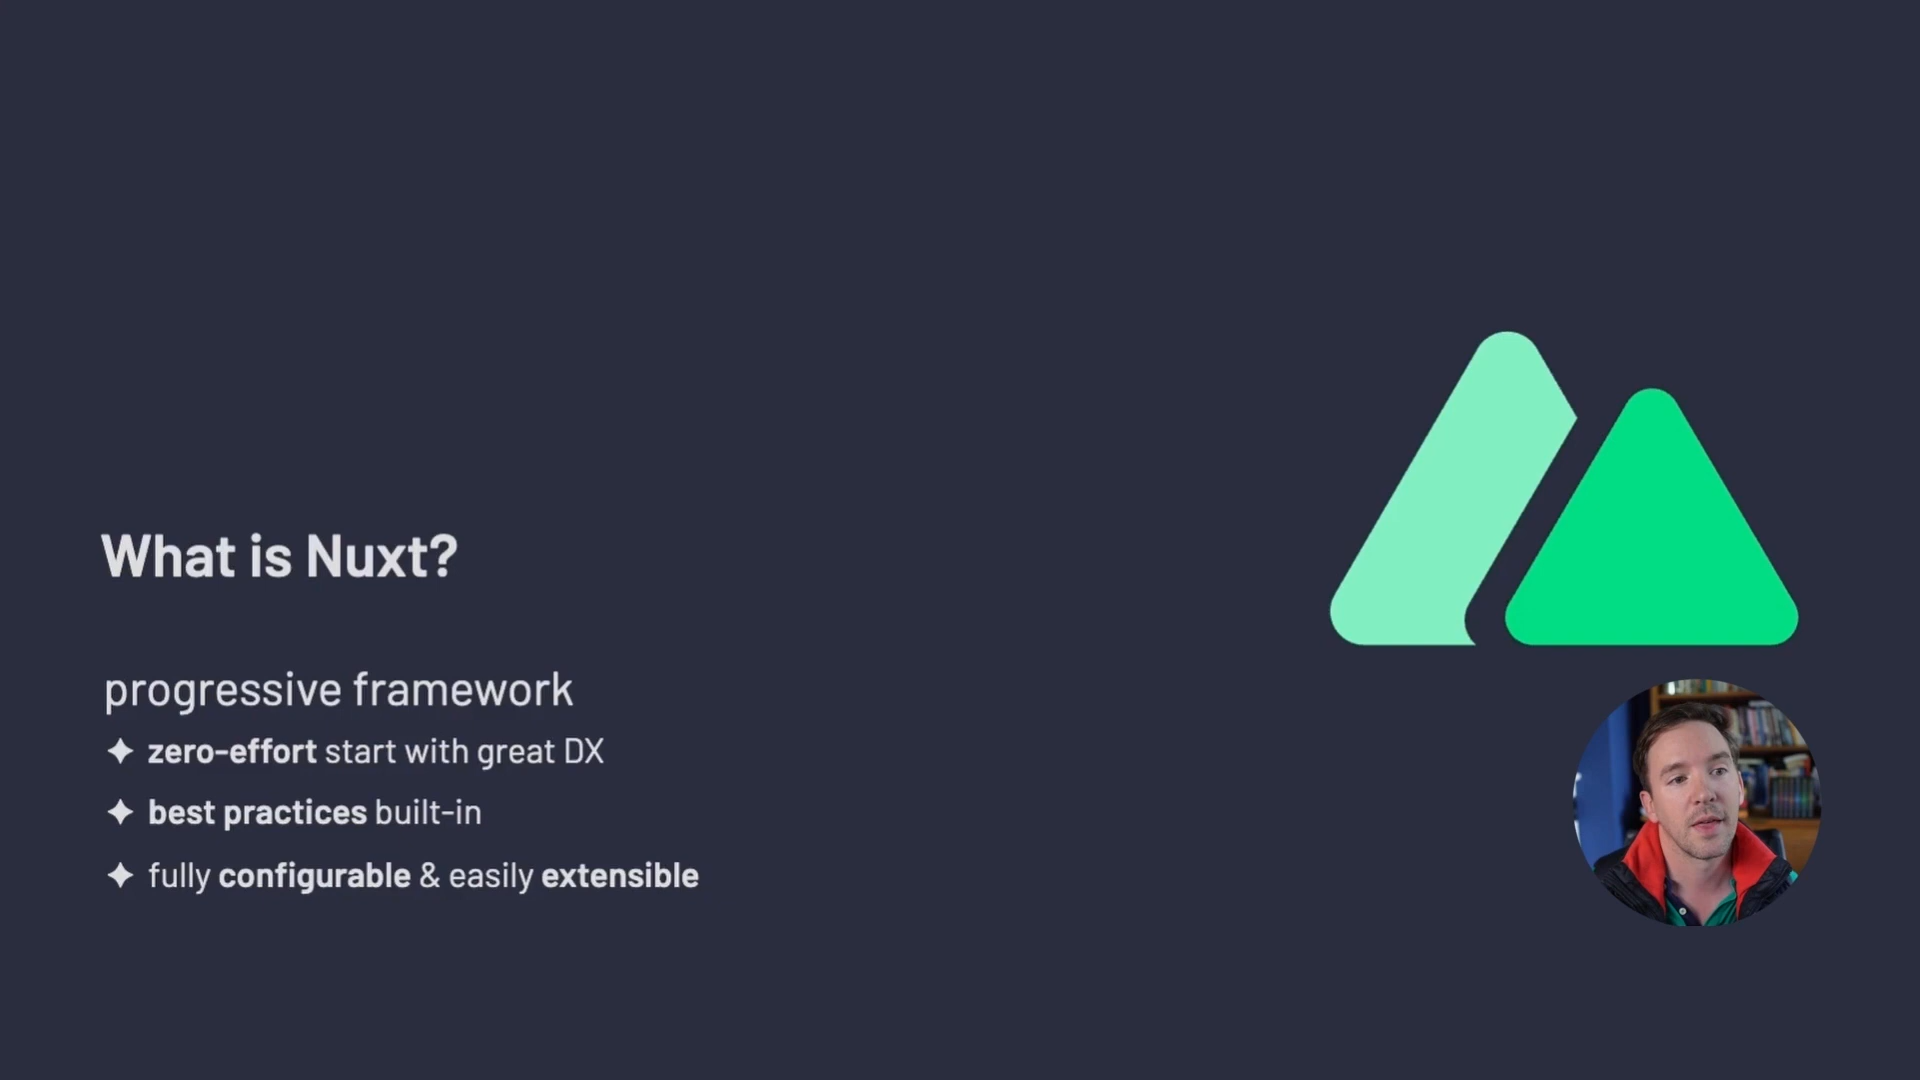 What is Nuxt?
progressive framework
✦ zero-effort start with great DX
✦ best practices built-in
✦ fully configurable & easily extensible